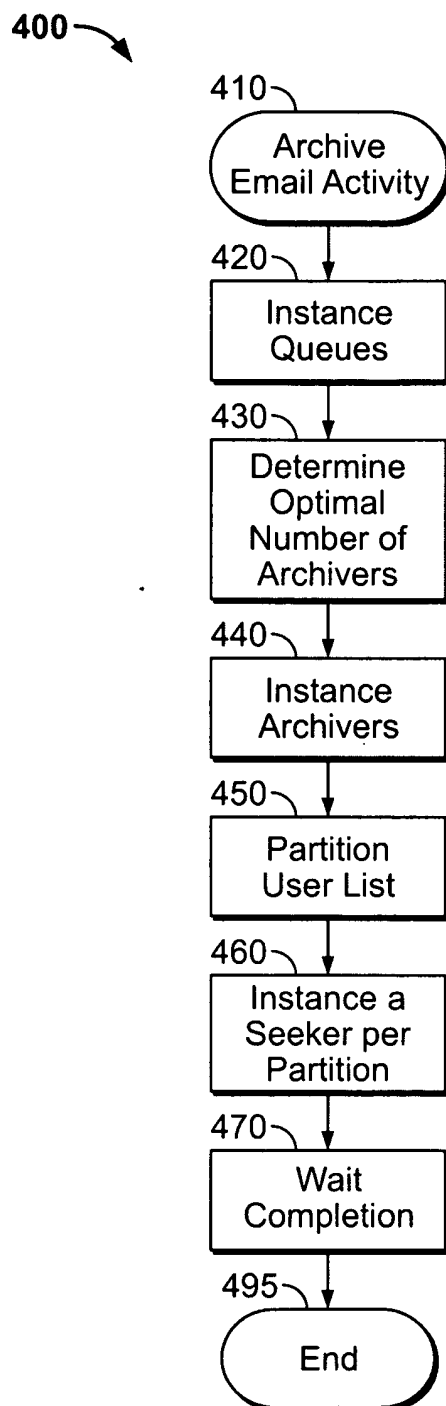 400
410
Archive
Email Activity
420
Instance
Queues
430
Determine
Optimal
Number of
Archivers
440
Instance
Archivers
450
Partition
User List
460
Instance a
Seeker per
Partition
470
Wait
Completion
495
End